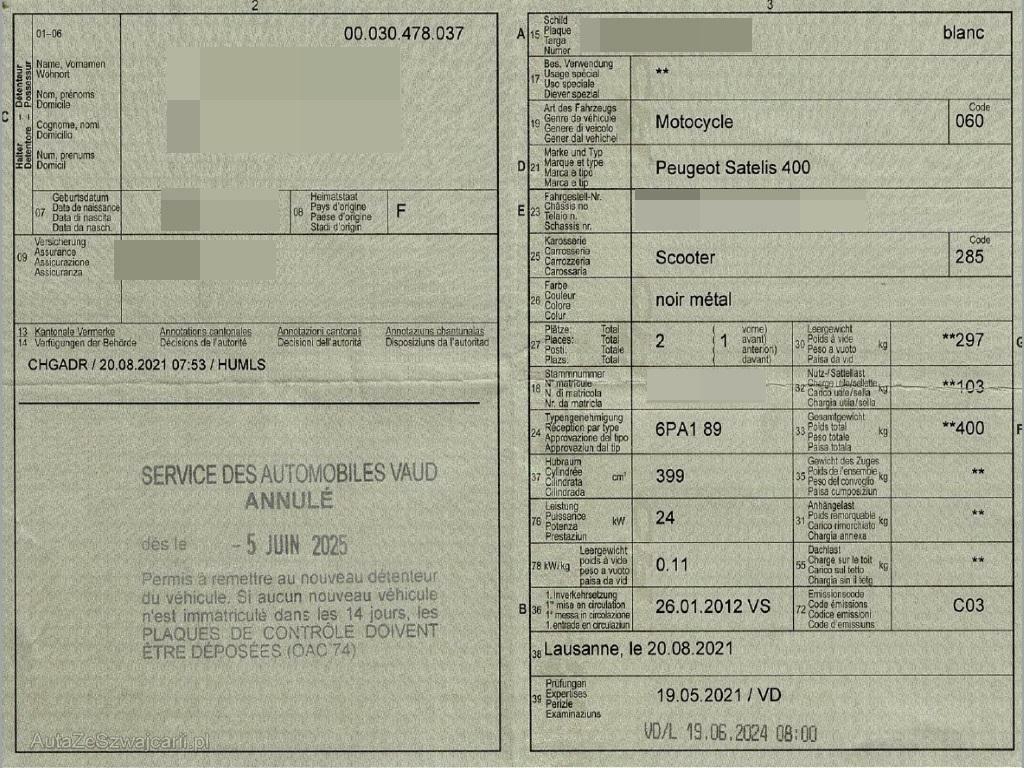 2
3
01–06
00.030.478.037
C
Halter - Détenteur
Detentore - Possessur
Name, Vornamen
Wohnort
Nom, prénoms
Domicile
Cognome, nomi
Domicilio
Num, prenums
Domicil
07
Geburtsdatum
Date de naissance
Data di nascita
Data da nasch.
08
Heimatstaat
Pays d'origine
Paese d'origine
Stadi d'origin
F
09
Versicherung
Assurance
Assicurazione
Assicuranza
13 Kantonale Vermerke Annotations cantonales Annotazioni cantonali Annotaziuns chantunalas
14 Verfügungen der Behörde Décisions de l'autorité Decisioni dell'autorità Disposiziuns da l'autoritad
CHGADR / 20.08.2021 07:53 / HUMLS
SERVICE DES AUTOMOBILES VAUD
ANNULÉ
dès le – 5 JUIN 2025
Permis à remettre au nouveau détenteur
du véhicule. Si aucun nouveau véhicule
n'est immatriculé dans les 14 jours, les
PLAQUES DE CONTRÔLE DOIVENT
ÊTRE DÉPOSÉES (OAC 74)
AutaZeSzwajcarii.pl
A 15
Schild
Plaque
Targa
Numer
blanc
17
Bes. Verwendung
Usage spécial
Uso speciale
Diever spezial
**
19
Art des Fahrzeugs
Genre de véhicule
Genere di veicolo
Gener dal vehichel
Motocycle
Code
060
D 21
Marke und Typ
Marque et type
Marca e tipo
Marca e tip
Peugeot Satelis 400
E 23
Fahrgestell-Nr.
Châssis no
Telaio n.
Schassis nr.
25
Karosserie
Carrosserie
Carrozzeria
Carossaria
Scooter
Code
285
26
Farbe
Couleur
Colore
Colur
noir métal
27
Plätze: Total
Places: Total
Posti: Totale
Plazs: Total
2
( vorne)
( 1 avant)
( anteriori)
( davant)
30
Leergewicht
Poids à vide
Peso a vuoto
Paisa da vid
kg
**297
G
18
Stammnummer
N° matricule
N. di matricola
Nr. da matricla
32
Nutz-/Sattellast
Charge utile/sellette
Carico utile/sella
Chargia utila/sella
kg
**103
24
Typengenehmigung
Réception par type
Approvazione del tipo
Approvaziun dal tip
6PA1 89
33
Gesamtgewicht
Poids total
Peso totale
Paisa totala
kg
**400
F
37
Hubraum
Cylindrée
Cilindrata
Cilindrada
cm³
399
35
Gewicht des Zuges
Poids de l'ensemble
Peso del convoglio
Paisa cumposiziun
kg
**
76
Leistung
Puissance
Potenza
Prestaziun
kW
24
31
Anhängelast
Poids remorquable
Carico rimorchiato
Chargia annexa
kg
**
78 kW/kg
Leergewicht
poids à vide
peso a vuoto
paisa da vid
0.11
55
Dachlast
Charge sur le toit
Carico sul tetto
Chargia sin il tetg
kg
**
B 36
1. Inverkehrsetzung
1re mise en circulation
1a messa in circolazione
1. entrada en circulaziun
26.01.2012 VS
72
Emissionscode
Code émissions
Codice emissioni
Code d'emissiuns
C03
38 Lausanne, le 20.08.2021
39
Prüfungen
Expertises
Perizie
Examinaziuns
19.05.2021 / VD
VD/L 19.06.2024 08:00